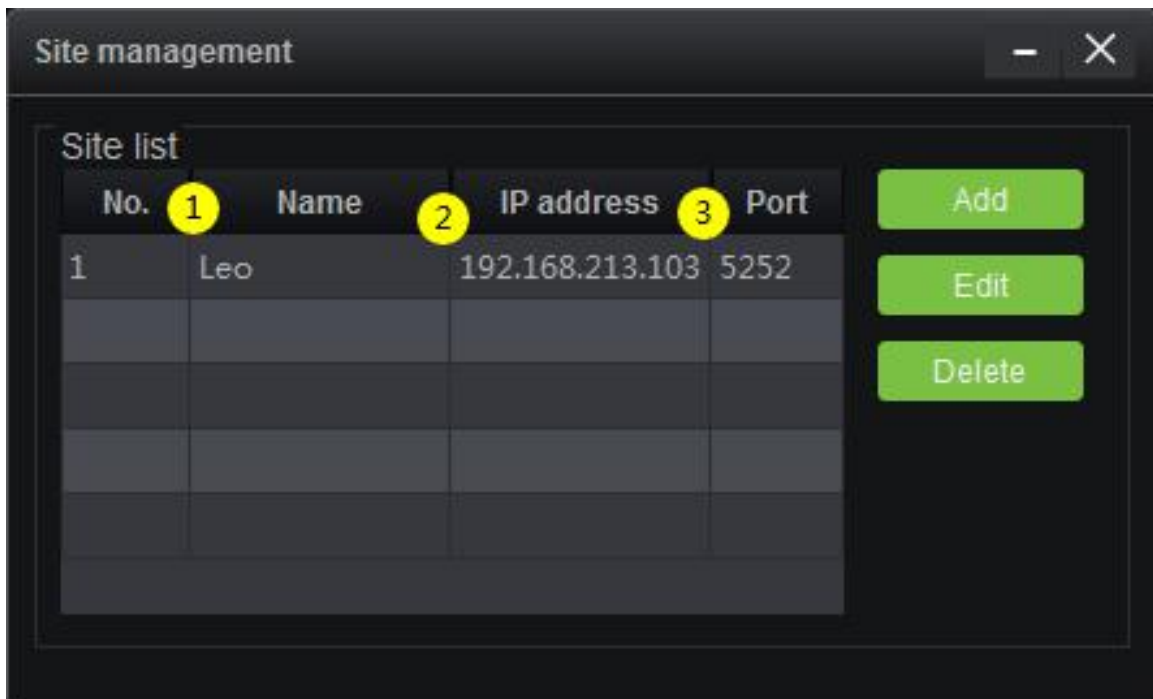 Site management
Site list
No. 1 Name 2 IP address 3 Port
1 Leo 192.168.213.103 5252
Add
Edit
Delete